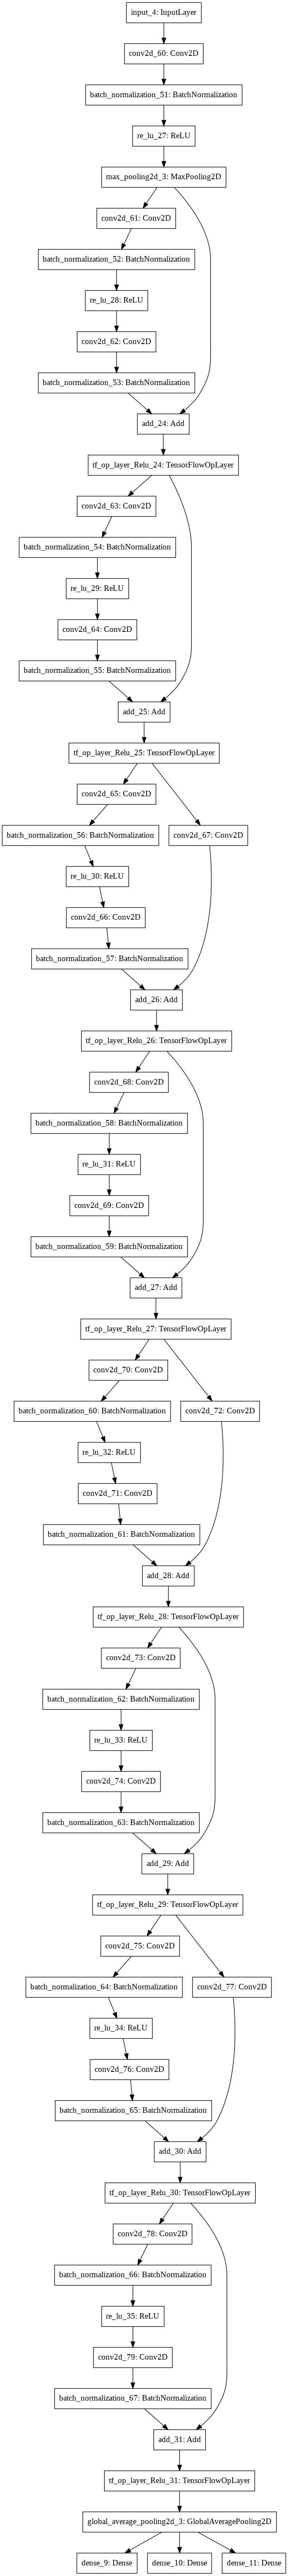 input_4: InputLayer
conv2d_60: Conv2D
batch_normalization_51: BatchNormalization
re_lu_27: ReLU
max_pooling2d_3: MaxPooling2D
conv2d_61: Conv2D
batch_normalization_52: BatchNormalization
re_lu_28: ReLU
conv2d_62: Conv2D
batch_normalization_53: BatchNormalization
add_24: Add
tf_op_layer_Relu_24: TensorFlowOpLayer
conv2d_63: Conv2D
batch_normalization_54: BatchNormalization
re_lu_29: ReLU
conv2d_64: Conv2D
batch_normalization_55: BatchNormalization
add_25: Add
tf_op_layer_Relu_25: TensorFlowOpLayer
conv2d_65: Conv2D
batch_normalization_56: BatchNormalization
conv2d_67: Conv2D
re_lu_30: ReLU
conv2d_66: Conv2D
batch_normalization_57: BatchNormalization
add_26: Add
tf_op_layer_Relu_26: TensorFlowOpLayer
conv2d_68: Conv2D
batch_normalization_58: BatchNormalization
re_lu_31: ReLU
conv2d_69: Conv2D
batch_normalization_59: BatchNormalization
add_27: Add
tf_op_layer_Relu_27: TensorFlowOpLayer
conv2d_70: Conv2D
batch_normalization_60: BatchNormalization
conv2d_72: Conv2D
re_lu_32: ReLU
conv2d_71: Conv2D
batch_normalization_61: BatchNormalization
add_28: Add
tf_op_layer_Relu_28: TensorFlowOpLayer
conv2d_73: Conv2D
batch_normalization_62: BatchNormalization
re_lu_33: ReLU
conv2d_74: Conv2D
batch_normalization_63: BatchNormalization
add_29: Add
tf_op_layer_Relu_29: TensorFlowOpLayer
conv2d_75: Conv2D
batch_normalization_64: BatchNormalization
conv2d_77: Conv2D
re_lu_34: ReLU
conv2d_76: Conv2D
batch_normalization_65: BatchNormalization
add_30: Add
tf_op_layer_Relu_30: TensorFlowOpLayer
conv2d_78: Conv2D
batch_normalization_66: BatchNormalization
re_lu_35: ReLU
conv2d_79: Conv2D
batch_normalization_67: BatchNormalization
add_31: Add
tf_op_layer_Relu_31: TensorFlowOpLayer
global_average_pooling2d_3: GlobalAveragePooling2D
dense_9: Dense
dense_10: Dense
dense_11: Dense